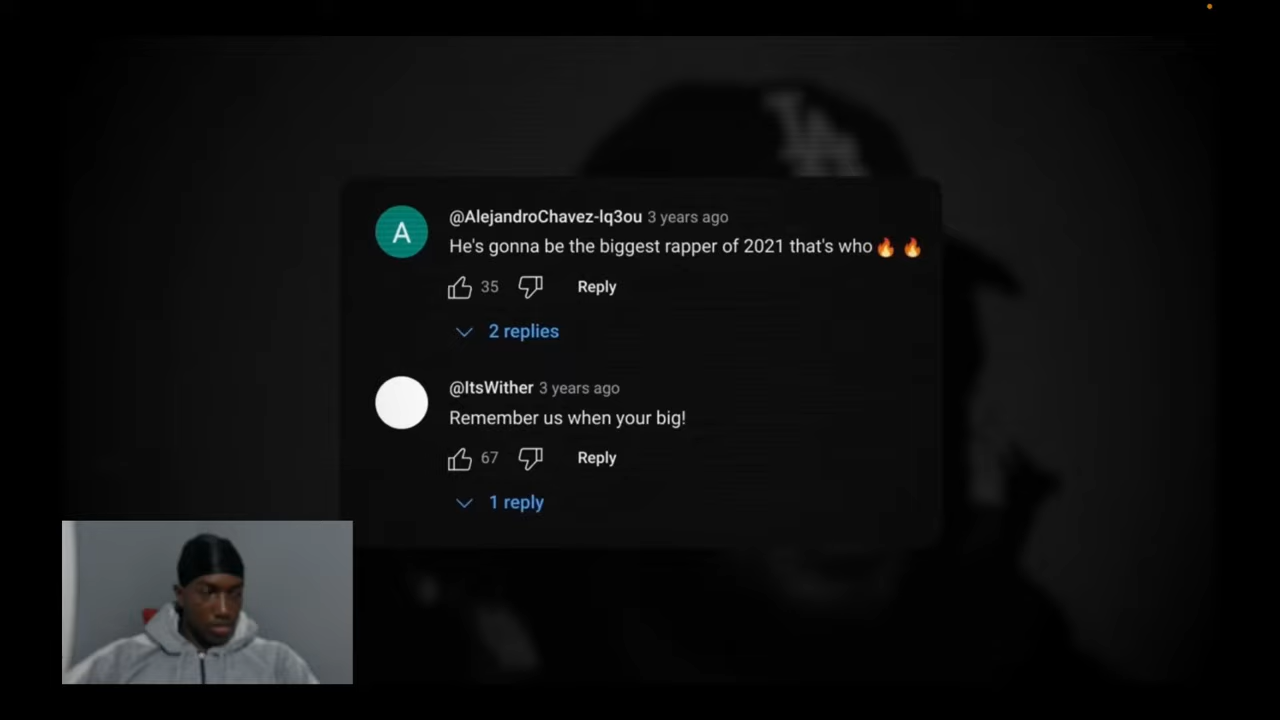 LA
@AlejandroChavez-lq3ou 3 years ago
He's gonna be the biggest rapper of 2021 that's who🔥 🔥
35 Reply
2 replies
@ItsWither 3 years ago
Remember us when your big!
67 Reply
1 reply
A